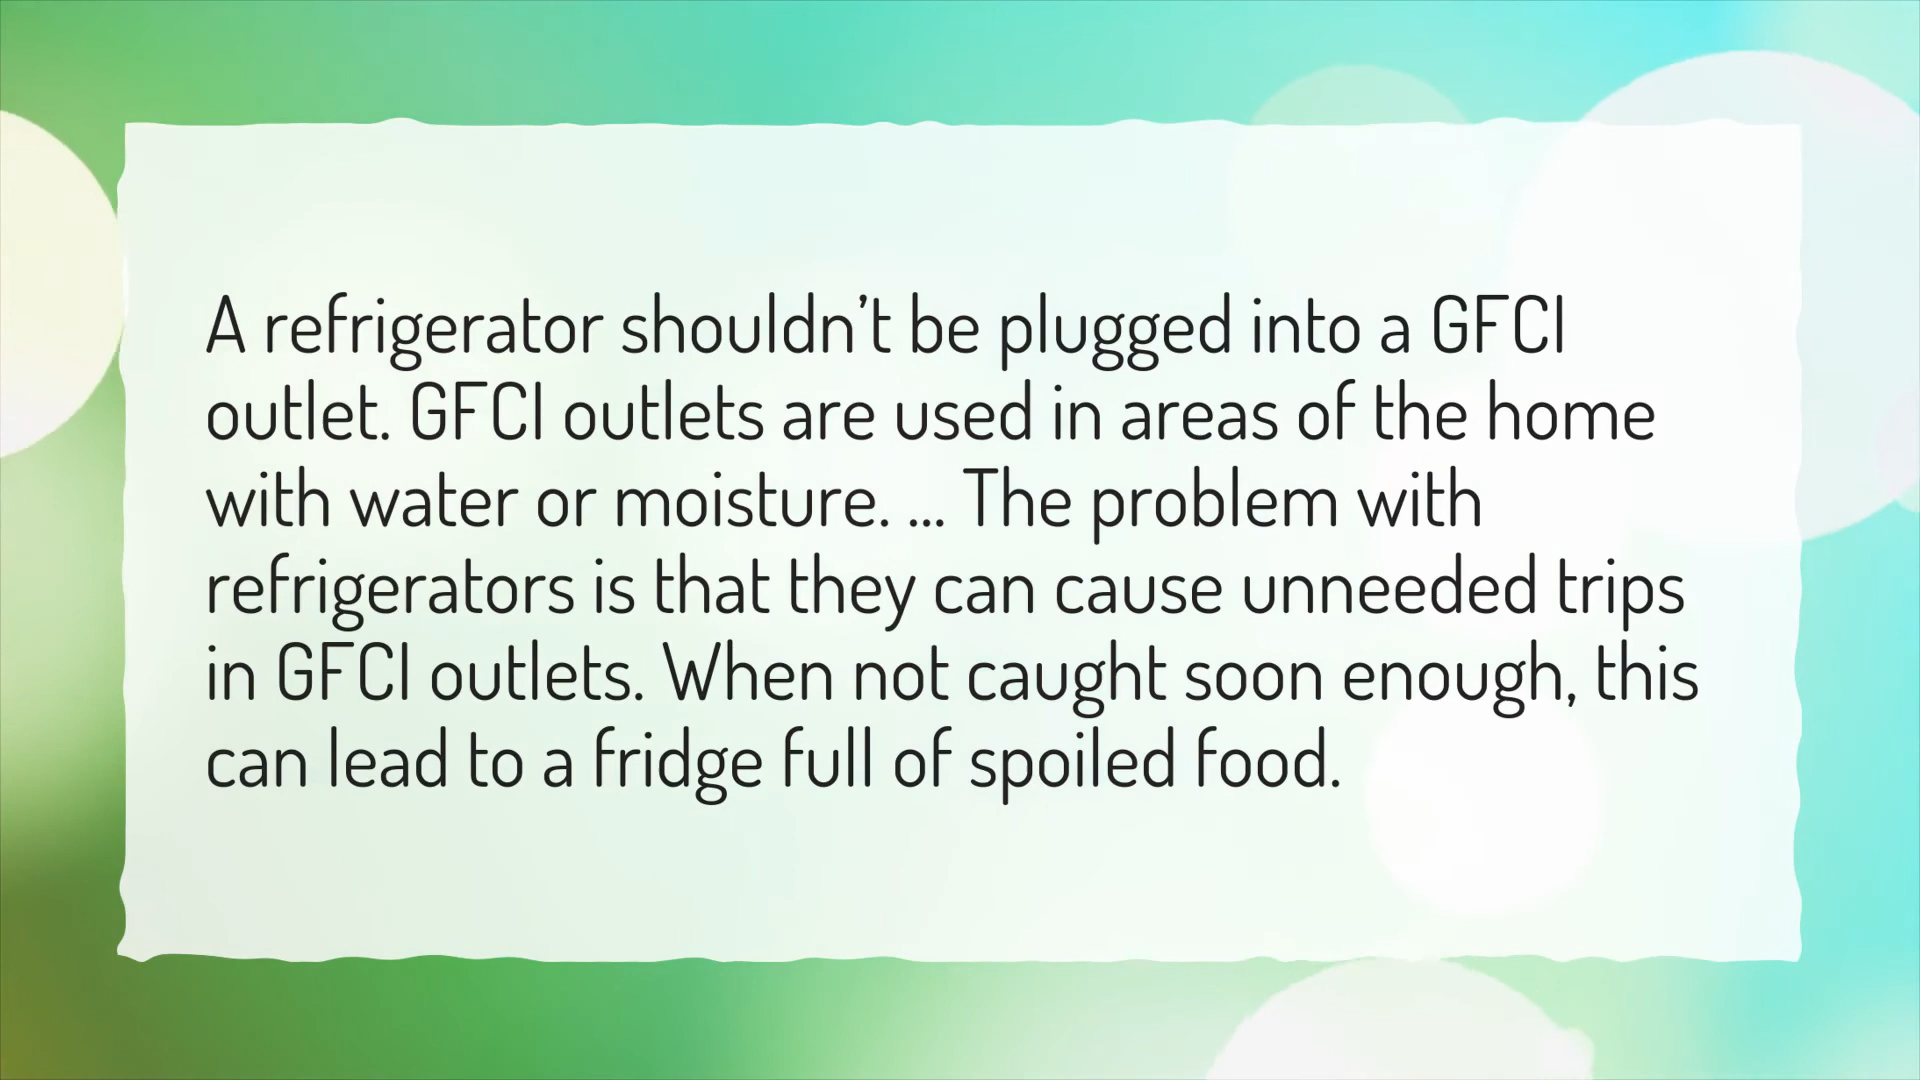 A refrigerator shouldn’t be plugged into a GFCI
outlet. GFCI outlets are used in areas of the home
with water or moisture. ... The problem with
refrigerators is that they can cause unneeded trips
in GFCI outlets. When not caught soon enough, this
can lead to a fridge full of spoiled food.